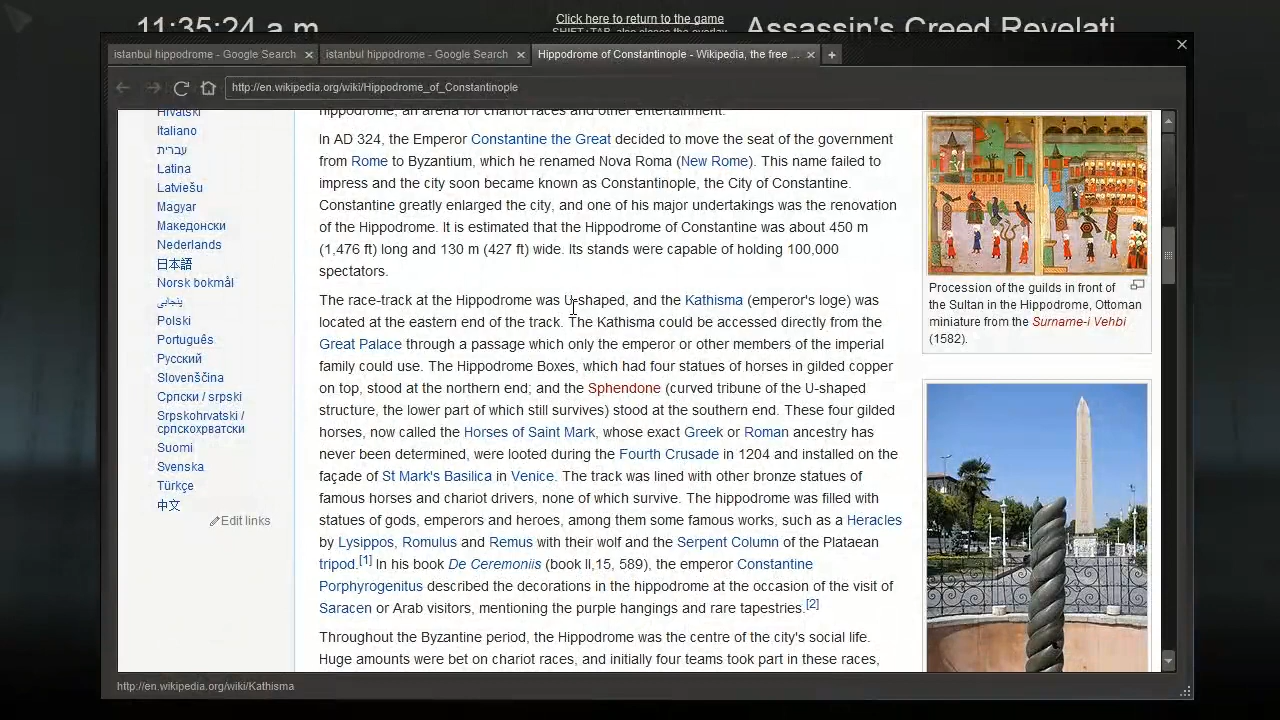 11:35:24 a.m.
Click here to return to the game
Assassin's Creed Revelati
istanbul hippodrome - Google Search
istanbul hippodrome - Google Search
Hippodrome of Constantinople - Wikipedia, the free ...
http://en.wikipedia.org/wiki/Hippodrome_of_Constantinople
Hrvatski
Italiano
עברית
Latina
Latviešu
Magyar
Македонски
Nederlands
日本語
Norsk bokmål
پنجابی
Polski
Português
Русский
Slovenščina
Српски / srpski
Srpskohrvatski /
српскохрватски
Suomi
Svenska
Türkçe
中文
Edit links
hippodrome, an arena for chariot races and other entertainment.
In AD 324, the Emperor Constantine the Great decided to move the seat of the government
from Rome to Byzantium, which he renamed Nova Roma (New Rome). This name failed to
impress and the city soon became known as Constantinople, the City of Constantine.
Constantine greatly enlarged the city, and one of his major undertakings was the renovation
of the Hippodrome. It is estimated that the Hippodrome of Constantine was about 450 m
(1,476 ft) long and 130 m (427 ft) wide. Its stands were capable of holding 100,000
spectators.
The race-track at the Hippodrome was U-shaped, and the Kathisma (emperor's loge) was
located at the eastern end of the track. The Kathisma could be accessed directly from the
Great Palace through a passage which only the emperor or other members of the imperial
family could use. The Hippodrome Boxes, which had four statues of horses in gilded copper
on top, stood at the northern end; and the Sphendone (curved tribune of the U-shaped
structure, the lower part of which still survives) stood at the southern end. These four gilded
horses, now called the Horses of Saint Mark, whose exact Greek or Roman ancestry has
never been determined, were looted during the Fourth Crusade in 1204 and installed on the
façade of St Mark's Basilica in Venice. The track was lined with other bronze statues of
famous horses and chariot drivers, none of which survive. The hippodrome was filled with
statues of gods, emperors and heroes, among them some famous works, such as a Heracles
by Lysippos, Romulus and Remus with their wolf and the Serpent Column of the Plataean
tripod.[1] In his book De Ceremoniis (book II,15, 589), the emperor Constantine
Porphyrogenitus described the decorations in the hippodrome at the occasion of the visit of
Saracen or Arab visitors, mentioning the purple hangings and rare tapestries.[2]
Throughout the Byzantine period, the Hippodrome was the centre of the city's social life.
Huge amounts were bet on chariot races, and initially four teams took part in these races,
Procession of the guilds in front of
the Sultan in the Hippodrome, Ottoman
miniature from the Surname-i Vehbi
(1582).
http://en.wikipedia.org/wiki/Kathisma